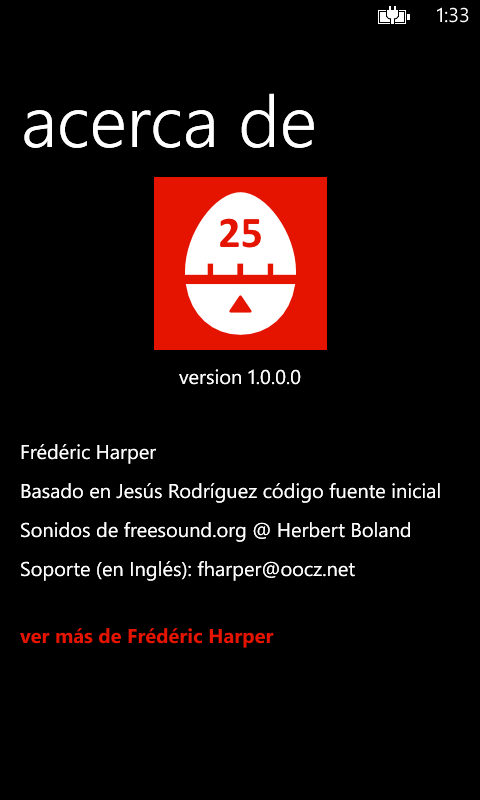 1:33
acerca de
25
version 1.0.0.0
Frédéric Harper
Basado en Jesús Rodríguez código fuente inicial
Sonidos de freesound.org @ Herbert Boland
Soporte (en Inglés): fharper@oocz.net
ver más de Frédéric Harper